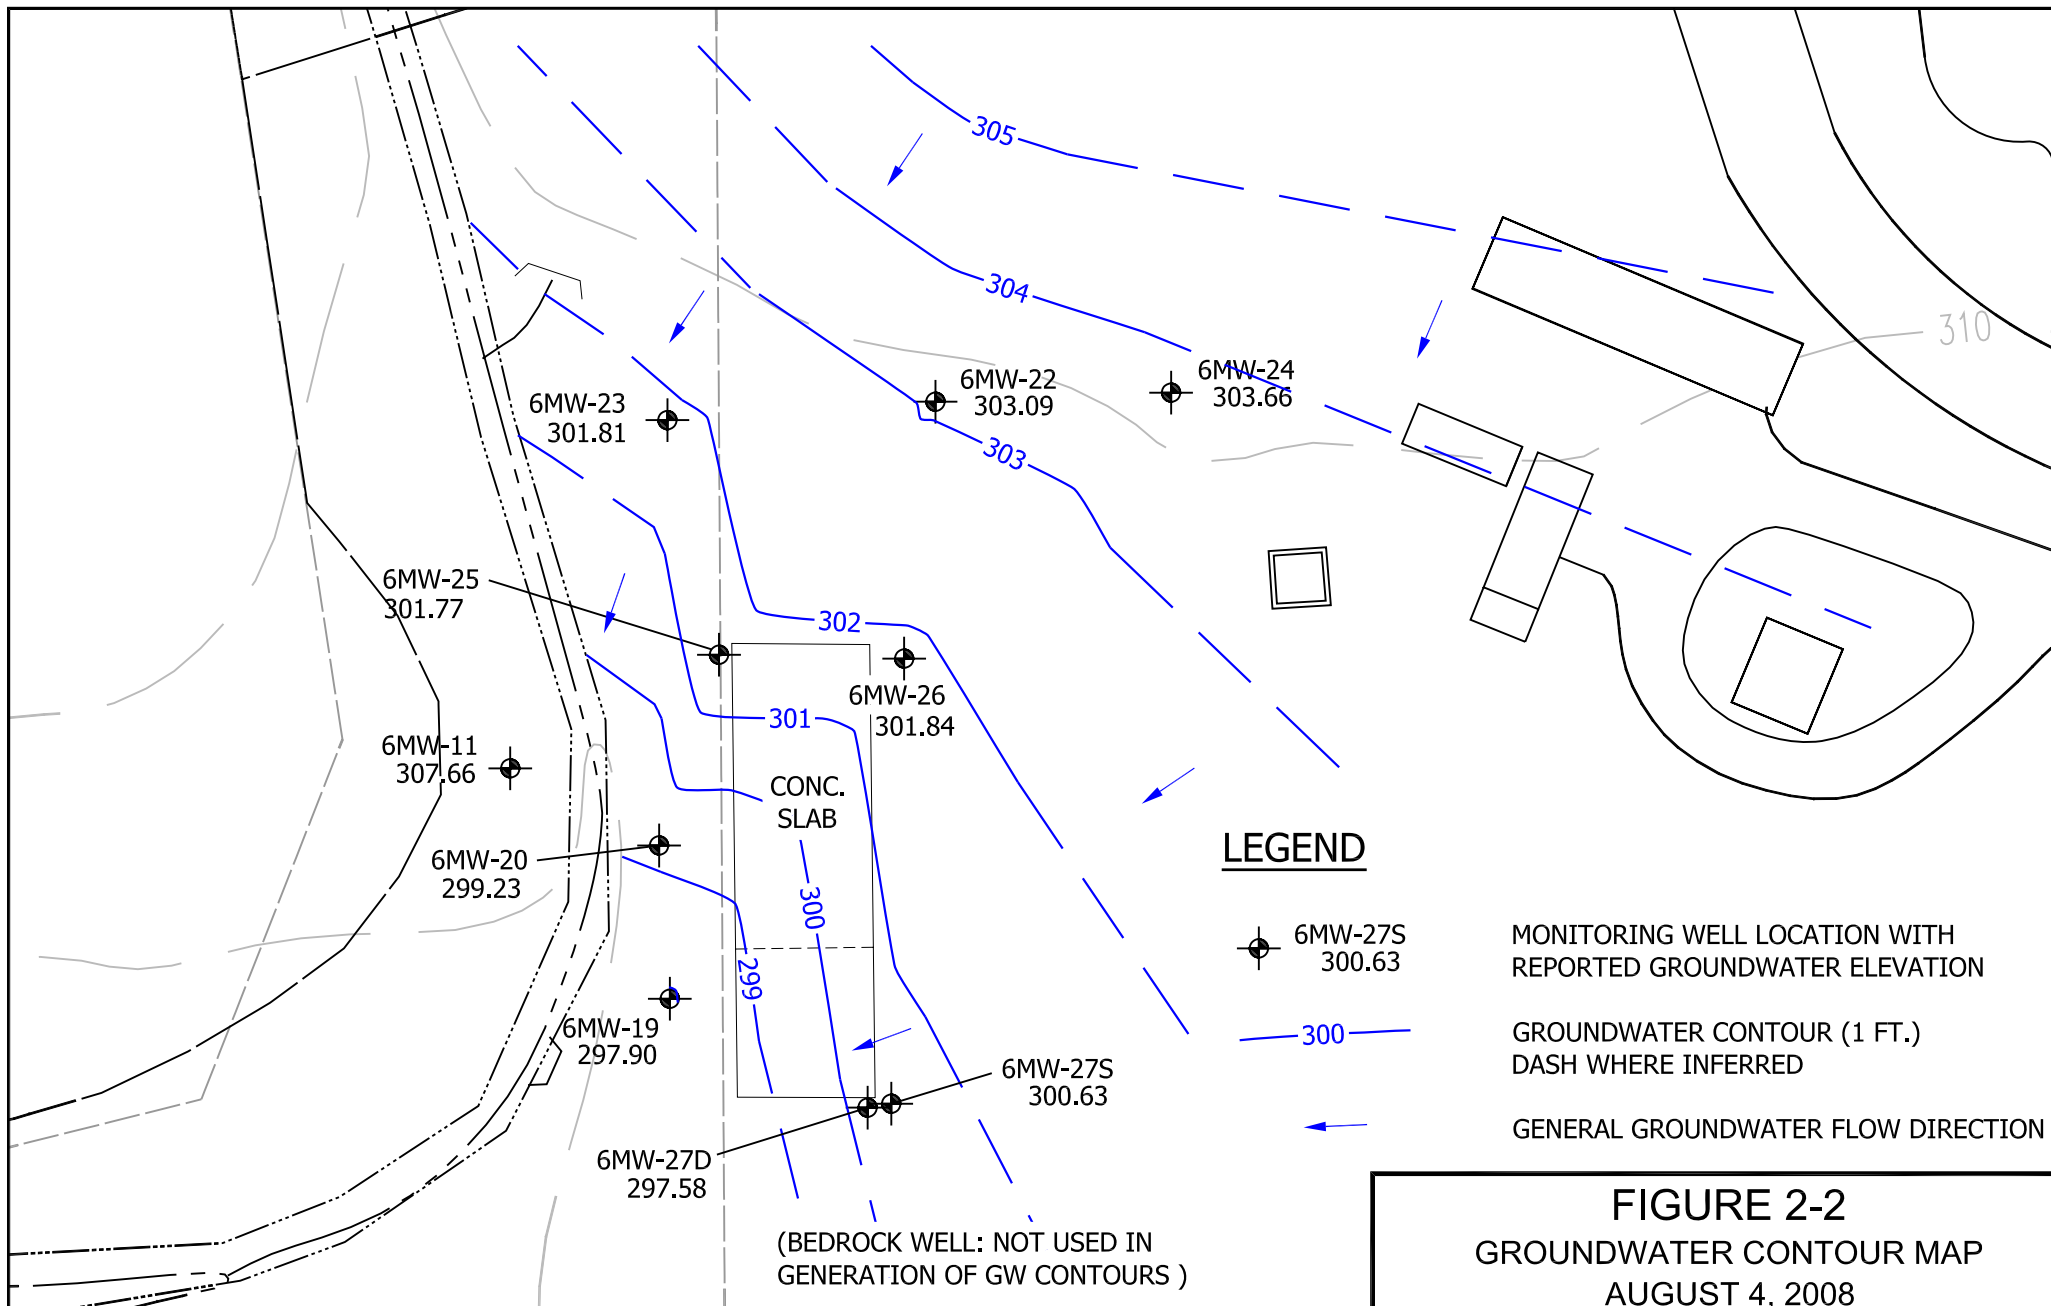 305
304
310
6MW-24
303.66
6MW-22
303.09
6MW-23
301.81
303
6MW-25
301.77
302
6MW-26
301.84
301
6MW-11
307.66
CONC.
SLAB
6MW-20
299.23
300
299
6MW-19
297.90
6MW-27S
300.63
6MW-27D
297.58
(BEDROCK WELL: NOT USED IN
GENERATION OF GW CONTOURS )
LEGEND
6MW-27S
300.63
MONITORING WELL LOCATION WITH
REPORTED GROUNDWATER ELEVATION
300
GROUNDWATER CONTOUR (1 FT.)
DASH WHERE INFERRED
GENERAL GROUNDWATER FLOW DIRECTION
FIGURE 2-2
GROUNDWATER CONTOUR MAP
AUGUST 4, 2008